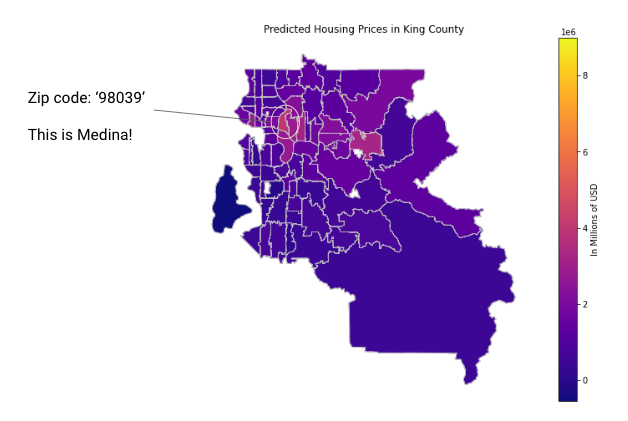 Predicted Housing Prices in King County
1e6
Zip code: ‘98039’
This is Medina!
8
6
4
2
0
In Millions of USD